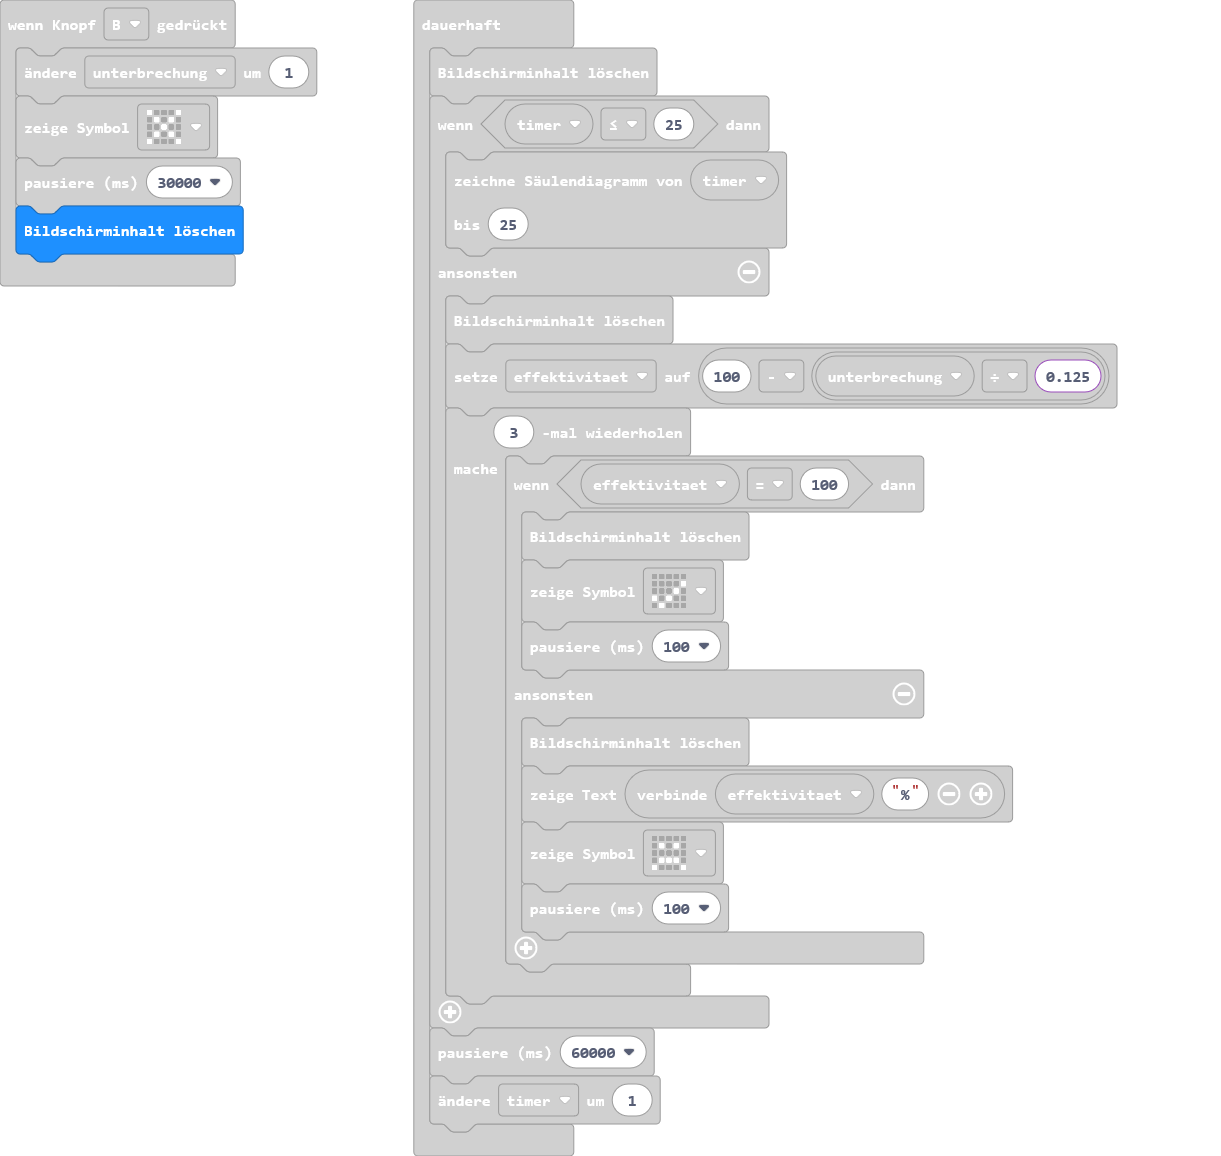 wenn Knopf B gedrückt
ändere unterbrechung um 1
zeige Symbol
pausiere (ms) 30000
Bildschirminhalt löschen
dauerhaft
Bildschirminhalt löschen
wenn timer ≤ 25 dann
zeichne Säulendiagramm von timer
bis 25
ansonsten
Bildschirminhalt löschen
setze effektivitaet auf 100 - unterbrechung ÷ 0.125
3 -mal wiederholen
mache
wenn effektivitaet = 100 dann
Bildschirminhalt löschen
zeige Symbol
pausiere (ms) 100
ansonsten
Bildschirminhalt löschen
zeige Text verbinde effektivitaet "%"
zeige Symbol
pausiere (ms) 100
pausiere (ms) 60000
ändere timer um 1